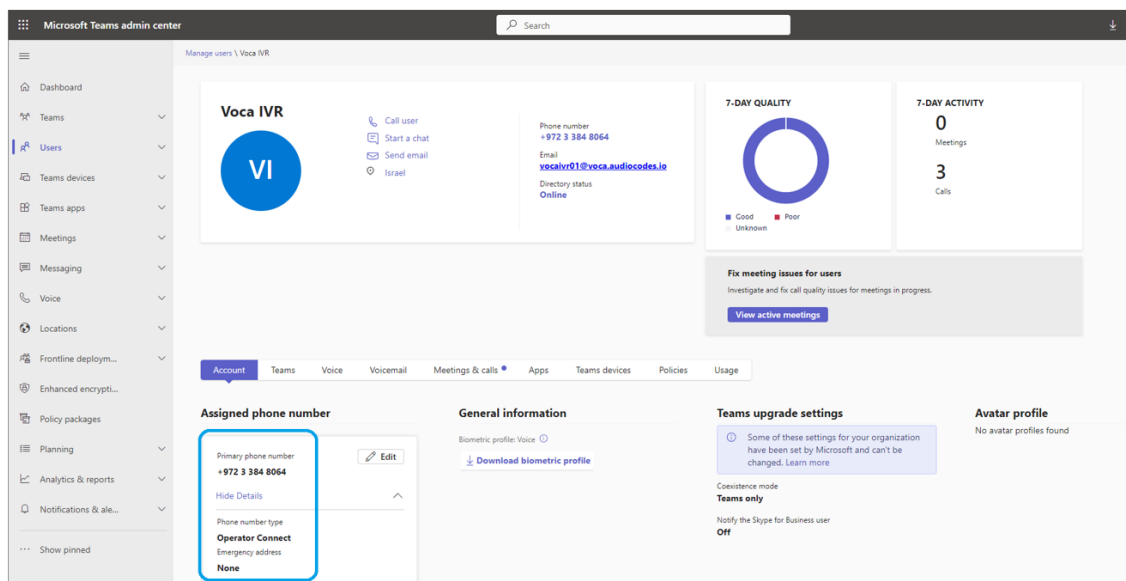 Microsoft Teams admin center
Search
Manage users \ Voca IVR
Dashboard
Teams
Users
Teams devices
Teams apps
Meetings
Messaging
Voice
Locations
Frontline deploym...
Enhanced encrypti...
Policy packages
Planning
Analytics & reports
Notifications & ale...
Show pinned
Voca IVR
VI
Call user
Start a chat
Send email
Israel
Phone number
+972 3 384 8064
Email
vocaivr01@voca.audiocodes.io
Directory status
Online
7-DAY QUALITY
Good
Poor
Unknown
7-DAY ACTIVITY
0
Meetings
3
Calls
Fix meeting issues for users
Investigate and fix call quality issues for meetings in progress.
View active meetings
Account Teams Voice Voicemail Meetings & calls Apps Teams devices Policies Usage
Assigned phone number
Primary phone number
+972 3 384 8064
Edit
Hide Details
Phone number type
Operator Connect
Emergency address
None
General information
Biometric profile: Voice
Download biometric profile
Teams upgrade settings
Some of these settings for your organization
have been set by Microsoft and can't be
changed. Learn more
Coexistence mode
Teams only
Notify the Skype for Business user
Off
Avatar profile
No avatar profiles found